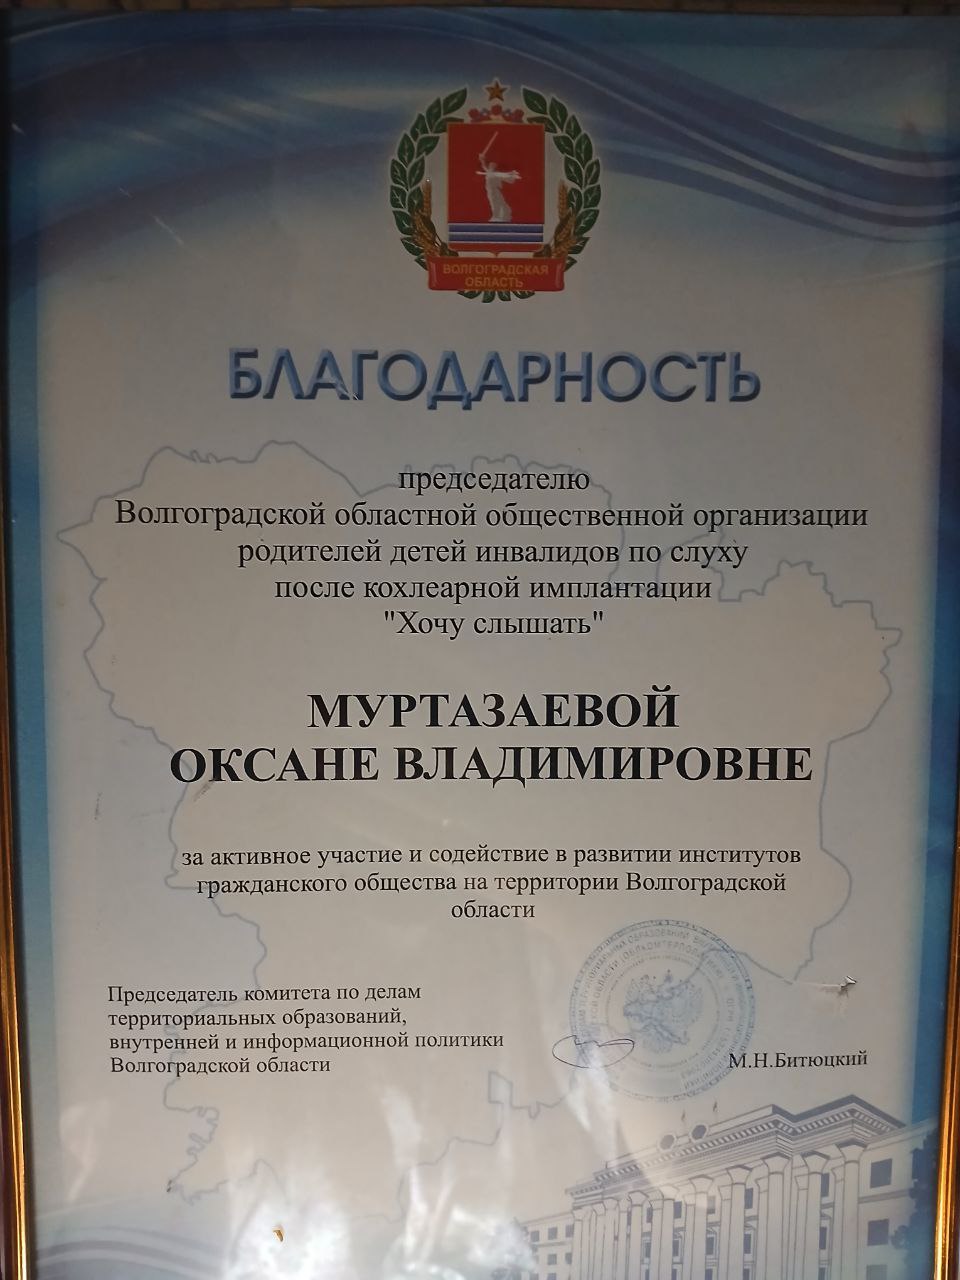 ВОЛГОГРАДСКАЯ
ОБЛАСТЬ
БЛАГОДАРНОСТЬ
председателю
Волгоградской областной общественной организации
родителей детей инвалидов по слуху
после кохлеарной имплантации
"Хочу слышать"
МУРТАЗАЕВОЙ
ОКСАНЕ ВЛАДИМИРОВНЕ
за активное участие и содействие в развитии институтов
гражданского общества на территории Волгоградской
области
Председатель комитета по делам
территориальных образований,
внутренней и информационной политики
Волгоградской области
М.Н.Битюцкий